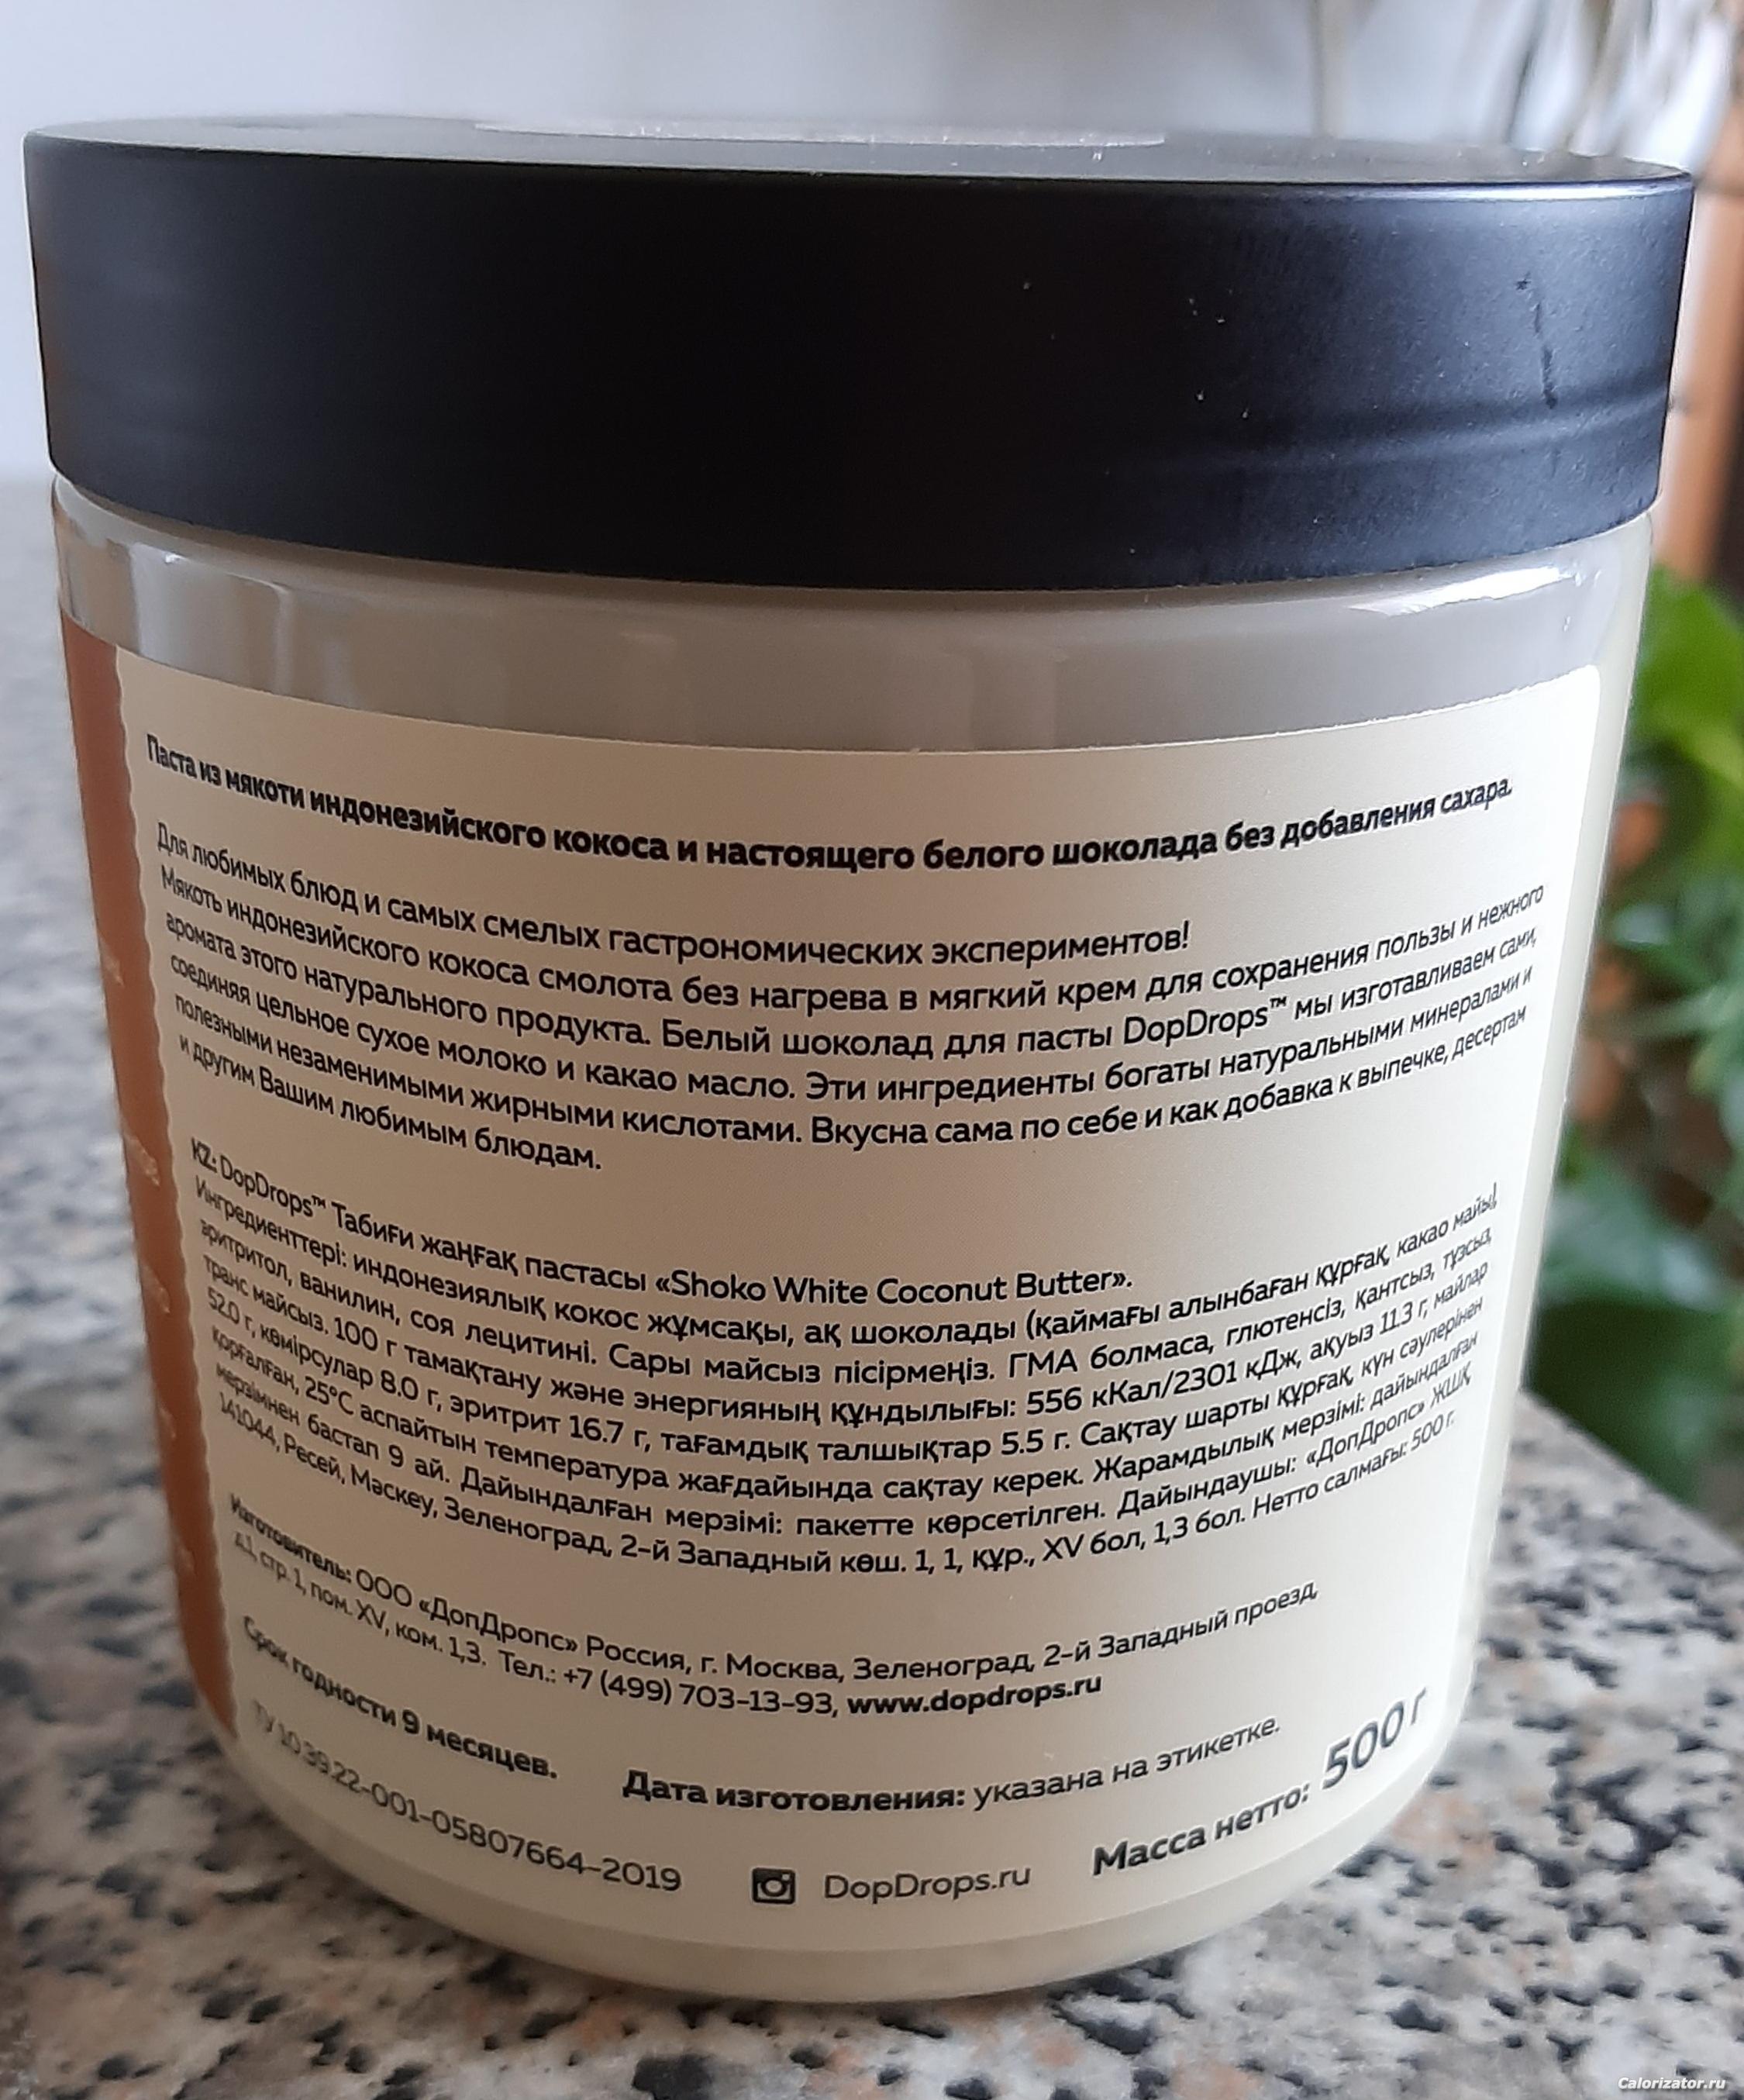 Паста из мякоти индонезийского кокоса и настоящего белого шоколада без добавления сахара.
Для любимых блюд и самых смелых гастрономических экспериментов!
Мякоть индонезийского кокоса смолота без нагрева в мягкий крем для сохранения пользы и нежного
аромата этого натурального продукта. Белый шоколад для пасты DopDrops™ мы изготавливаем сами,
соединяя цельное сухое молоко и какао масло. Эти ингредиенты богаты натуральными минералами и
полезными незаменимыми жирными кислотами. Вкусна сама по себе и как добавка к выпечке, десертам
и другим Вашим любимым блюдам.
KZ: DopDrops™ Табиғи жаңғақ пастасы «Shoko White Coconut Butter».
Ингредиенттері: индонезиялық кокос жұмсақы, ақ шоколады (қаймағы алынбаған құрғақ, какао майы),
эритритол, ванилин, соя лецитині. Сары майсыз пісірмеңіз. ГМА болмаса, глютенсіз, қантсыз, тұзсыз,
транс майсыз. 100 г тамақтану және энергияның құндылығы: 556 кКал/2301 кДж, ақуыз 11.3 г, майлар
52.0 г, көмірсулар 8.0 г, эритрит 16.7 г, тағамдық талшықтар 5.5 г. Сақтау шарты құрғақ, күн сәулерінен
қорғалған, 25°C аспайтын температура жағдайында сақтау керек. Жарамдылық мерзімі: дайындалған
мерзімнен бастап 9 ай. Дайындалған мерзімі: пакетте көрсетілген. Дайындаушы: «ДопДропс» ЖШҚ,
141044, Ресей, Мәскеу, Зеленоград, 2-й Западный көш. 1, 1, құр., XV бол, 1,3 бол. Нетто салмағы: 500 г.
Изготовитель: ООО «ДопДропс» Россия, г. Москва, Зеленоград, 2-й Западный проезд,
д.1, стр. 1, пом. XV, ком. 1,3. Тел.: +7 (499) 703-13-93, www.dopdrops.ru
Срок годности 9 месяцев. Дата изготовления: указана на этикетке.
ТУ 10.39.22-001-05807664-2019 DopDrops.ru Масса нетто: 500 г
Calorizator.ru